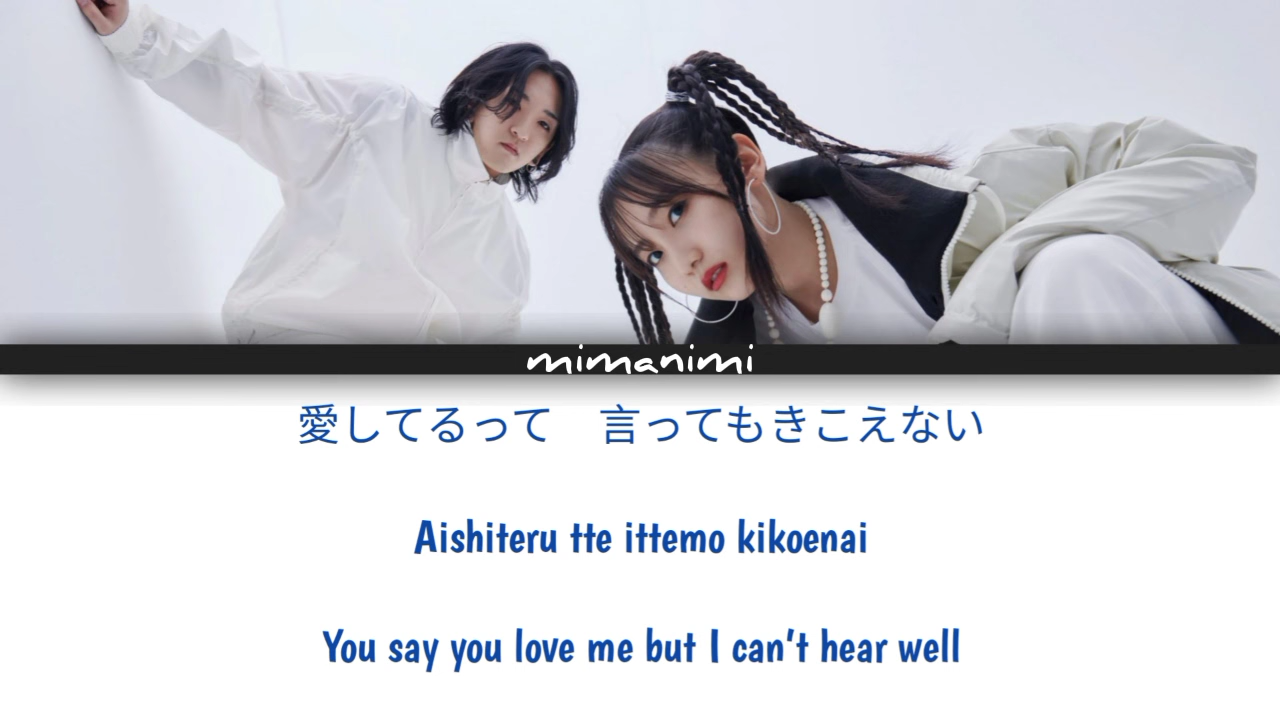 mimanimi
愛してるって　言ってもきこえない
Aishiteru tte ittemo kikoenai
You say you love me but I can't hear well